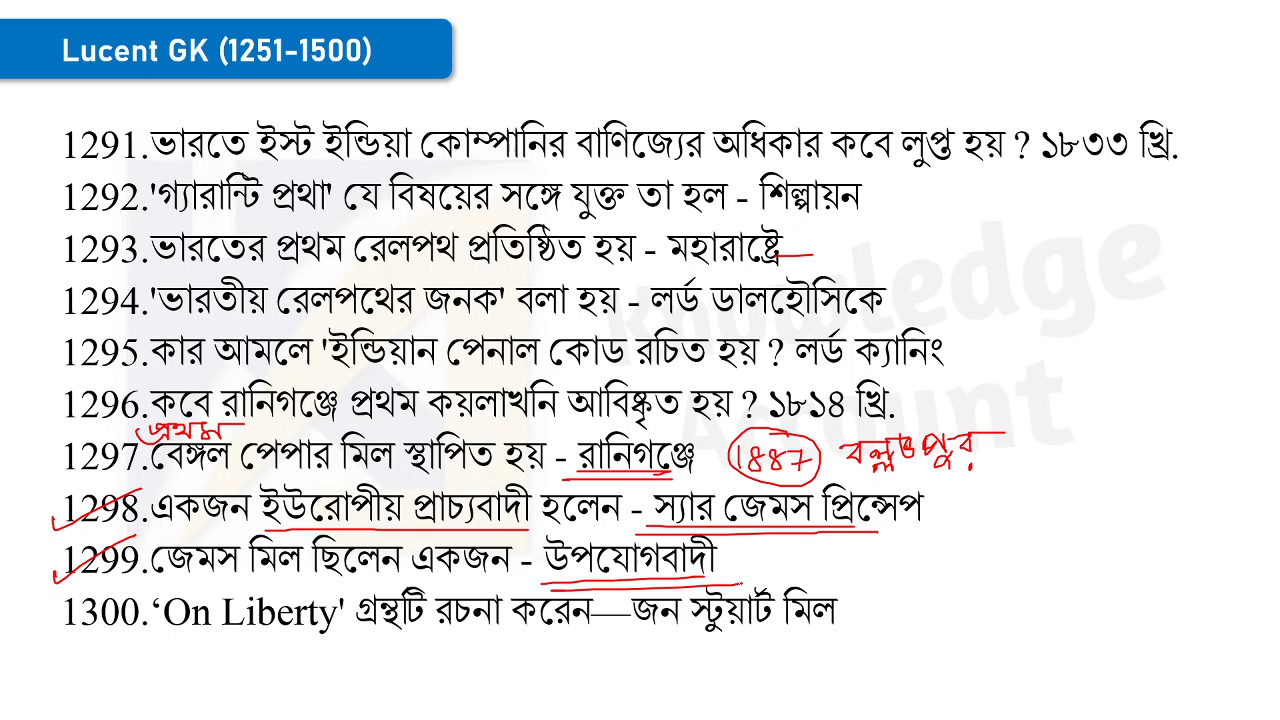 Lucent GK (1251-1500)
1291.ভারতে ইস্ট ইন্ডিয়া কোম্পানির বাণিজ্যের অধিকার কবে লুপ্ত হয় ? ১৮৩৩ খ্রি.
1292.'গ্যারান্টি প্রথা' যে বিষয়ের সঙ্গে যুক্ত তা হল - শিল্পায়ন
1293.ভারতের প্রথম রেলপথ প্রতিষ্ঠিত হয় - মহারাষ্ট্রে
1294.'ভারতীয় রেলপথের জনক' বলা হয় - লর্ড ডালহৌসিকে
1295.কার আমলে 'ইন্ডিয়ান পেনাল কোড রচিত হয় ? লর্ড ক্যানিং
1296.কবে রানিগঞ্জে প্রথম কয়লাখনি আবিষ্কৃত হয় ? ১৮১৪ খ্রি.
প্রথম
1297.বেঙ্গল পেপার মিল স্থাপিত হয় - রানিগঞ্জে 1887 বল্লভপুর
1298.একজন ইউরোপীয় প্রাচ্যবাদী হলেন - স্যার জেমস প্রিন্সেপ
1299.জেমস মিল ছিলেন একজন - উপযোগবাদী
1300.‘On Liberty' গ্রন্থটি রচনা করেন—জন স্টুয়ার্ট মিল
Knowledge
Account